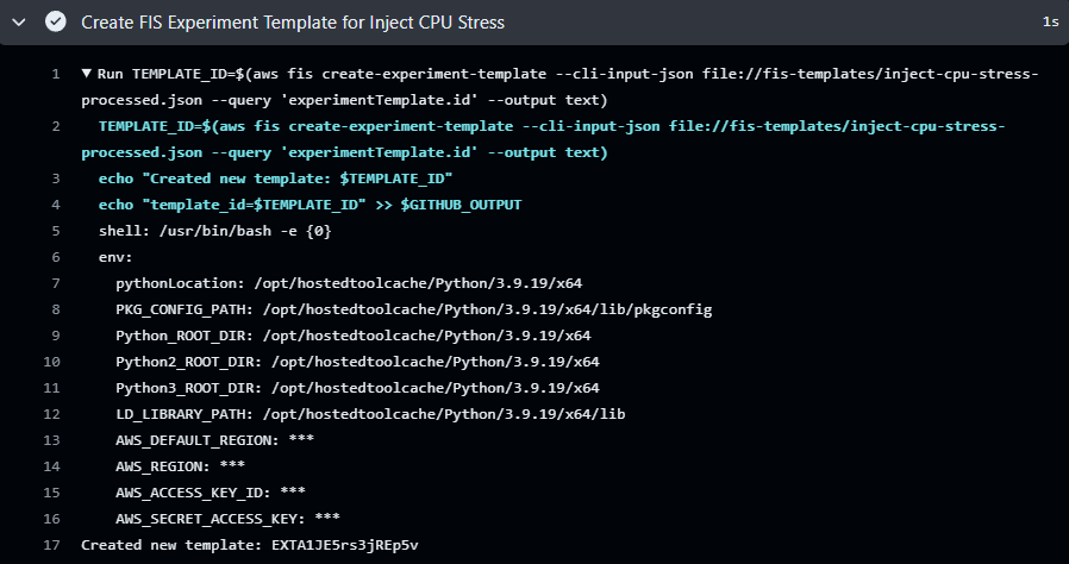 Create FIS Experiment Template for Inject CPU Stress 1s
1 ▼ Run TEMPLATE_ID=$(aws fis create-experiment-template --cli-input-json file://fis-templates/inject-cpu-stress-
processed.json --query 'experimentTemplate.id' --output text)
2 TEMPLATE_ID=$(aws fis create-experiment-template --cli-input-json file://fis-templates/inject-cpu-stress-
processed.json --query 'experimentTemplate.id' --output text)
3 echo "Created new template: $TEMPLATE_ID"
4 echo "template_id=$TEMPLATE_ID" >> $GITHUB_OUTPUT
5 shell: /usr/bin/bash -e {0}
6 env:
7 pythonLocation: /opt/hostedtoolcache/Python/3.9.19/x64
8 PKG_CONFIG_PATH: /opt/hostedtoolcache/Python/3.9.19/x64/lib/pkgconfig
9 Python_ROOT_DIR: /opt/hostedtoolcache/Python/3.9.19/x64
10 Python2_ROOT_DIR: /opt/hostedtoolcache/Python/3.9.19/x64
11 Python3_ROOT_DIR: /opt/hostedtoolcache/Python/3.9.19/x64
12 LD_LIBRARY_PATH: /opt/hostedtoolcache/Python/3.9.19/x64/lib
13 AWS_DEFAULT_REGION: ***
14 AWS_REGION: ***
15 AWS_ACCESS_KEY_ID: ***
16 AWS_SECRET_ACCESS_KEY: ***
17 Created new template: EXTA1JE5rs3jREp5v